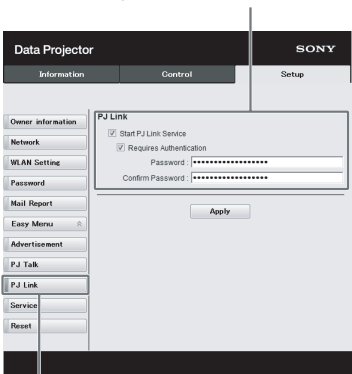 Data Projector
SONY
Information
Control
Setup
Owner information
Network
WLAN Setting
Password
Mail Report
Easy Menu
Advertisement
PJ Talk
PJ Link
Service
Reset
PJ Link
Start PJ Link Service
Requires Authentication
Password : ••••••••••••••••••
Confirm Password : ••••••••••••••••••
Apply